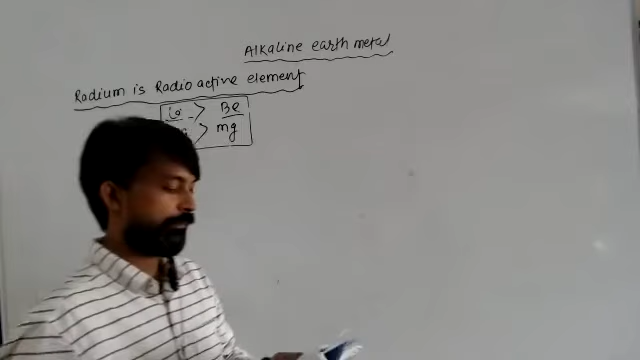 Alkaline earth metal
Radium is Radio active element
> Be
> mg